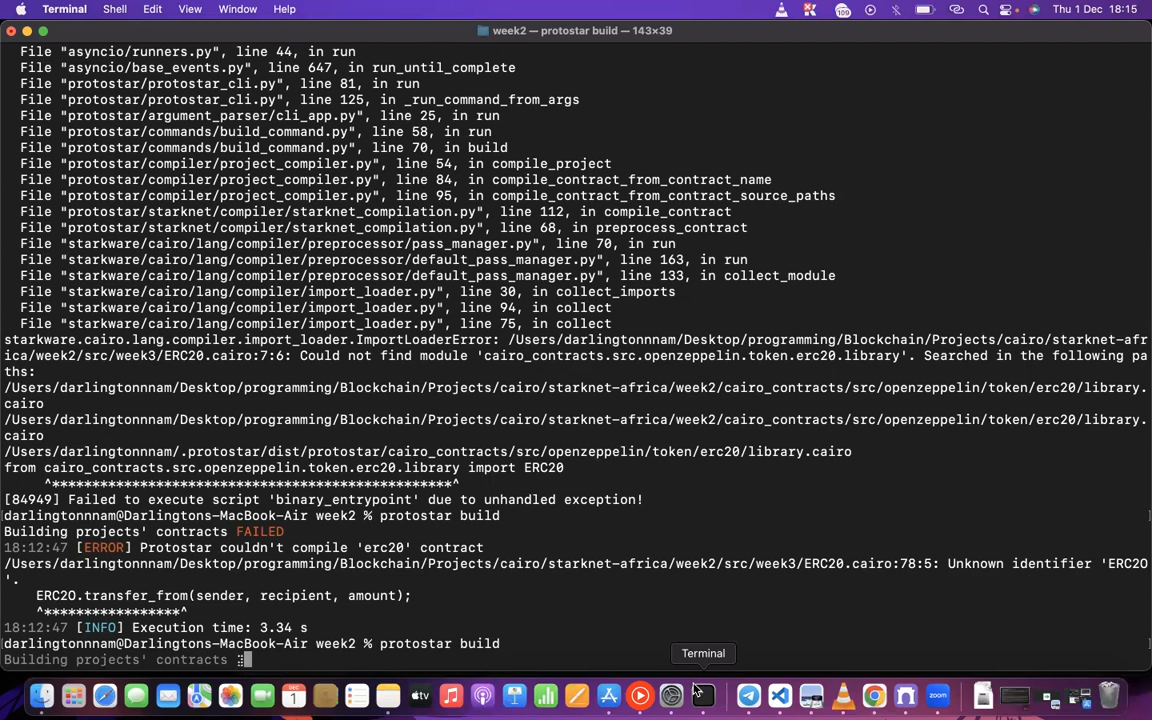 Terminal Shell Edit View Window Help 109 Thu 1 Dec 18:15
week2 — protostar build — 143×39
File "asyncio/runners.py", line 44, in run
File "asyncio/base_events.py", line 647, in run_until_complete
File "protostar/protostar_cli.py", line 81, in run
File "protostar/protostar_cli.py", line 125, in _run_command_from_args
File "protostar/argument_parser/cli_app.py", line 25, in run
File "protostar/commands/build_command.py", line 58, in run
File "protostar/commands/build_command.py", line 70, in build
File "protostar/compiler/project_compiler.py", line 54, in compile_project
File "protostar/compiler/project_compiler.py", line 84, in compile_contract_from_contract_name
File "protostar/compiler/project_compiler.py", line 95, in compile_contract_from_contract_source_paths
File "protostar/starknet/compiler/starknet_compilation.py", line 112, in compile_contract
File "protostar/starknet/compiler/starknet_compilation.py", line 68, in preprocess_contract
File "starkware/cairo/lang/compiler/preprocessor/pass_manager.py", line 70, in run
File "starkware/cairo/lang/compiler/preprocessor/default_pass_manager.py", line 163, in run
File "starkware/cairo/lang/compiler/preprocessor/default_pass_manager.py", line 133, in collect_module
File "starkware/cairo/lang/compiler/import_loader.py", line 30, in collect_imports
File "starkware/cairo/lang/compiler/import_loader.py", line 94, in collect
File "starkware/cairo/lang/compiler/import_loader.py", line 75, in collect
starkware.cairo.lang.compiler.import_loader.ImportLoaderError: /Users/darlingtonnnam/Desktop/programming/Blockchain/Projects/cairo/starknet-afr
ica/week2/src/week3/ERC20.cairo:7:6: Could not find module 'cairo_contracts.src.openzeppelin.token.erc20.library'. Searched in the following pa
ths:
/Users/darlingtonnnam/Desktop/programming/Blockchain/Projects/cairo/starknet-africa/week2/cairo_contracts/src/openzeppelin/token/erc20/library.
cairo
/Users/darlingtonnnam/Desktop/programming/Blockchain/Projects/cairo/starknet-africa/week2/cairo_contracts/src/openzeppelin/token/erc20/library.
cairo
/Users/darlingtonnnam/.protostar/dist/protostar/cairo_contracts/src/openzeppelin/token/erc20/library.cairo
from cairo_contracts.src.openzeppelin.token.erc20.library import ERC20
^**************************************************^
[84949] Failed to execute script 'binary_entrypoint' due to unhandled exception!
[darlingtonnnam@Darlingtons-MacBook-Air week2 % protostar build ]
Building projects' contracts FAILED
18:12:47 [ERROR] Protostar couldn't compile 'erc20' contract
/Users/darlingtonnnam/Desktop/programming/Blockchain/Projects/cairo/starknet-africa/week2/src/week3/ERC20.cairo:78:5: Unknown identifier 'ERC2O
'.
ERC2O.transfer_from(sender, recipient, amount);
^*****************^
18:12:47 [INFO] Execution time: 3.34 s
[darlingtonnnam@Darlingtons-MacBook-Air week2 % protostar build ]
Building projects' contracts
Terminal
DEC
1
tv
zoom